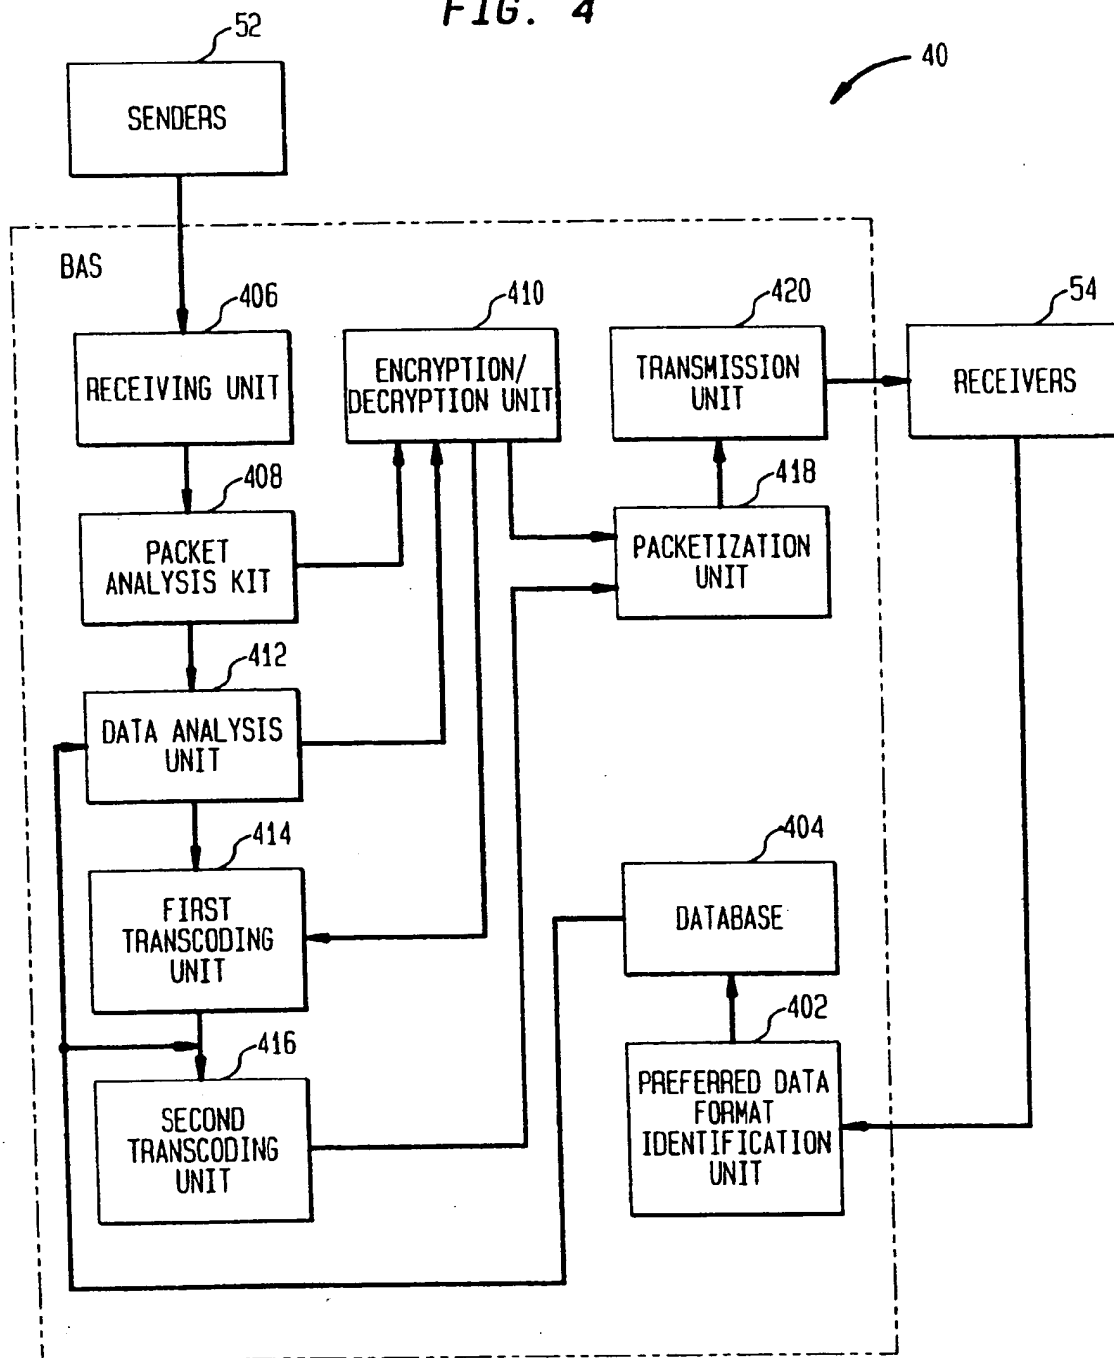 FIG. 4
52
40
SENDERS
BAS
406
410
420
54
RECEIVING UNIT
ENCRYPTION/
DECRYPTION UNIT
TRANSMISSION
UNIT
RECEIVERS
408
418
PACKET
ANALYSIS KIT
PACKETIZATION
UNIT
412
DATA ANALYSIS
UNIT
414
404
FIRST
TRANSCODING
UNIT
DATABASE
416
402
SECOND
TRANSCODING
UNIT
PREFERRED DATA
FORMAT
IDENTIFICATION
UNIT